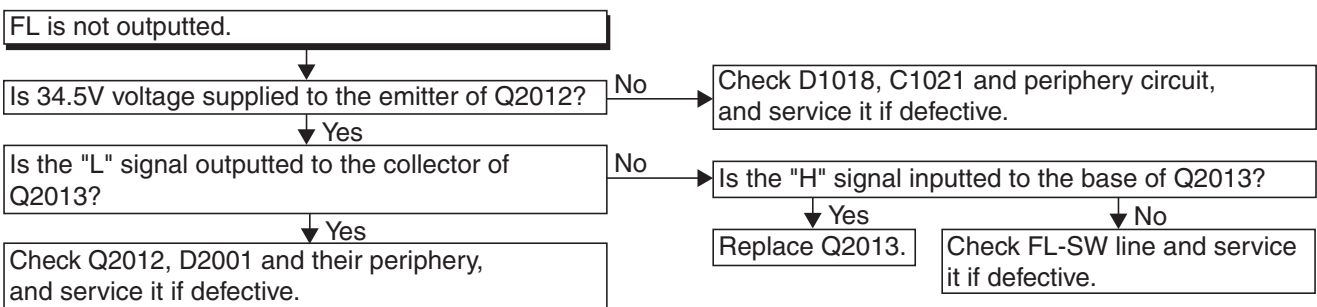 FL is not outputted.
Is 34.5V voltage supplied to the emitter of Q2012?
No
Check D1018, C1021 and periphery circuit,
and service it if defective.
Yes
Is the "L" signal outputted to the collector of
Q2013?
No
Is the "H" signal inputted to the base of Q2013?
Yes
Replace Q2013.
No
Check FL-SW line and service
it if defective.
Yes
Check Q2012, D2001 and their periphery,
and service it if defective.